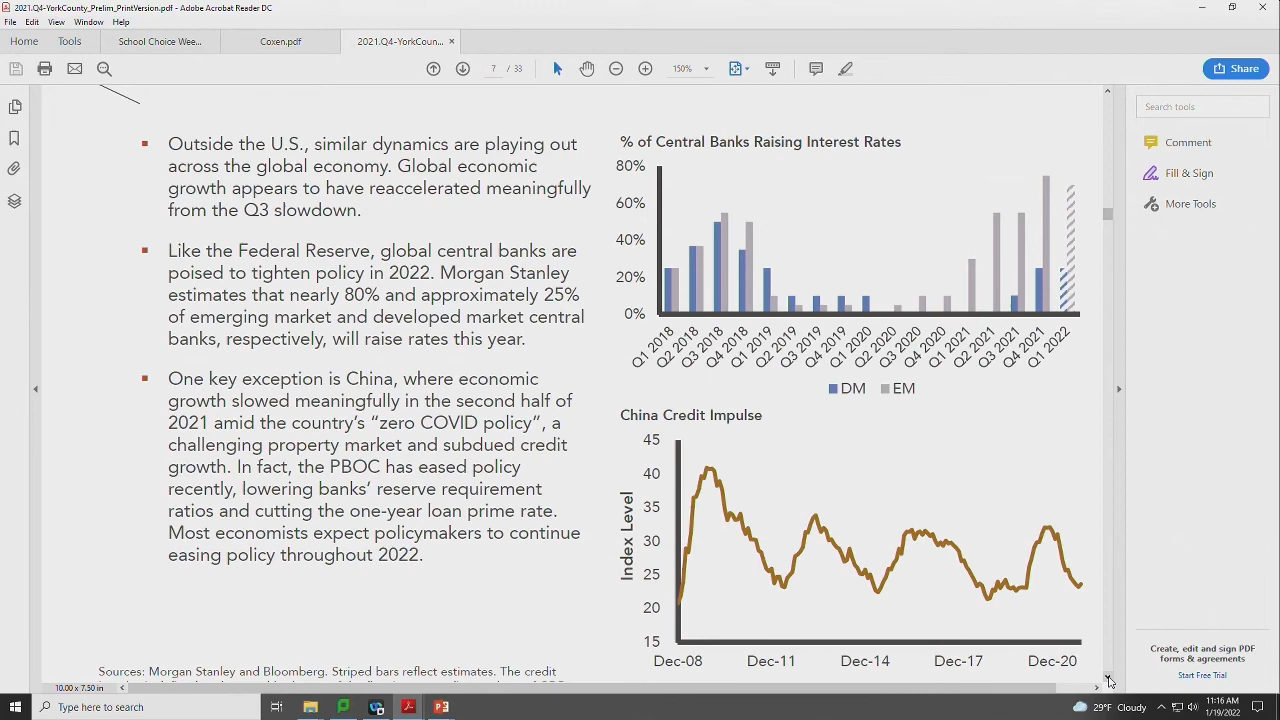 2021.Q4-YorkCounty_Prelim_PrintVersion.pdf - Adobe Acrobat Reader DC
File Edit View Window Help
Home Tools School Choice Wee... Coxen.pdf 2021.Q4-YorkCoun... ×
7 / 33 150% Share
Outside the U.S., similar dynamics are playing out
across the global economy. Global economic
growth appears to have reaccelerated meaningfully
from the Q3 slowdown.
Like the Federal Reserve, global central banks are
poised to tighten policy in 2022. Morgan Stanley
estimates that nearly 80% and approximately 25%
of emerging market and developed market central
banks, respectively, will raise rates this year.
One key exception is China, where economic
growth slowed meaningfully in the second half of
2021 amid the country's "zero COVID policy", a
challenging property market and subdued credit
growth. In fact, the PBOC has eased policy
recently, lowering banks' reserve requirement
ratios and cutting the one-year loan prime rate.
Most economists expect policymakers to continue
easing policy throughout 2022.
Sources: Morgan Stanley and Bloomberg. Striped bars reflect estimates. The credit
% of Central Banks Raising Interest Rates
80%
60%
40%
20%
0%
Q1 2018 Q2 2018 Q3 2018 Q4 2018 Q1 2019 Q2 2019 Q3 2019 Q4 2019 Q1 2020 Q2 2020 Q3 2020 Q4 2020 Q1 2021 Q2 2021 Q3 2021 Q4 2021 Q1 2022
DM EM
China Credit Impulse
Index Level
45
40
35
30
25
20
15
Dec-08 Dec-11 Dec-14 Dec-17 Dec-20
Search tools
Comment
Fill & Sign
More Tools
Create, edit and sign PDF
forms & agreements
Start Free Trial
10.00 x 7.50 in
Type here to search
29°F Cloudy
11:16 AM
1/19/2022